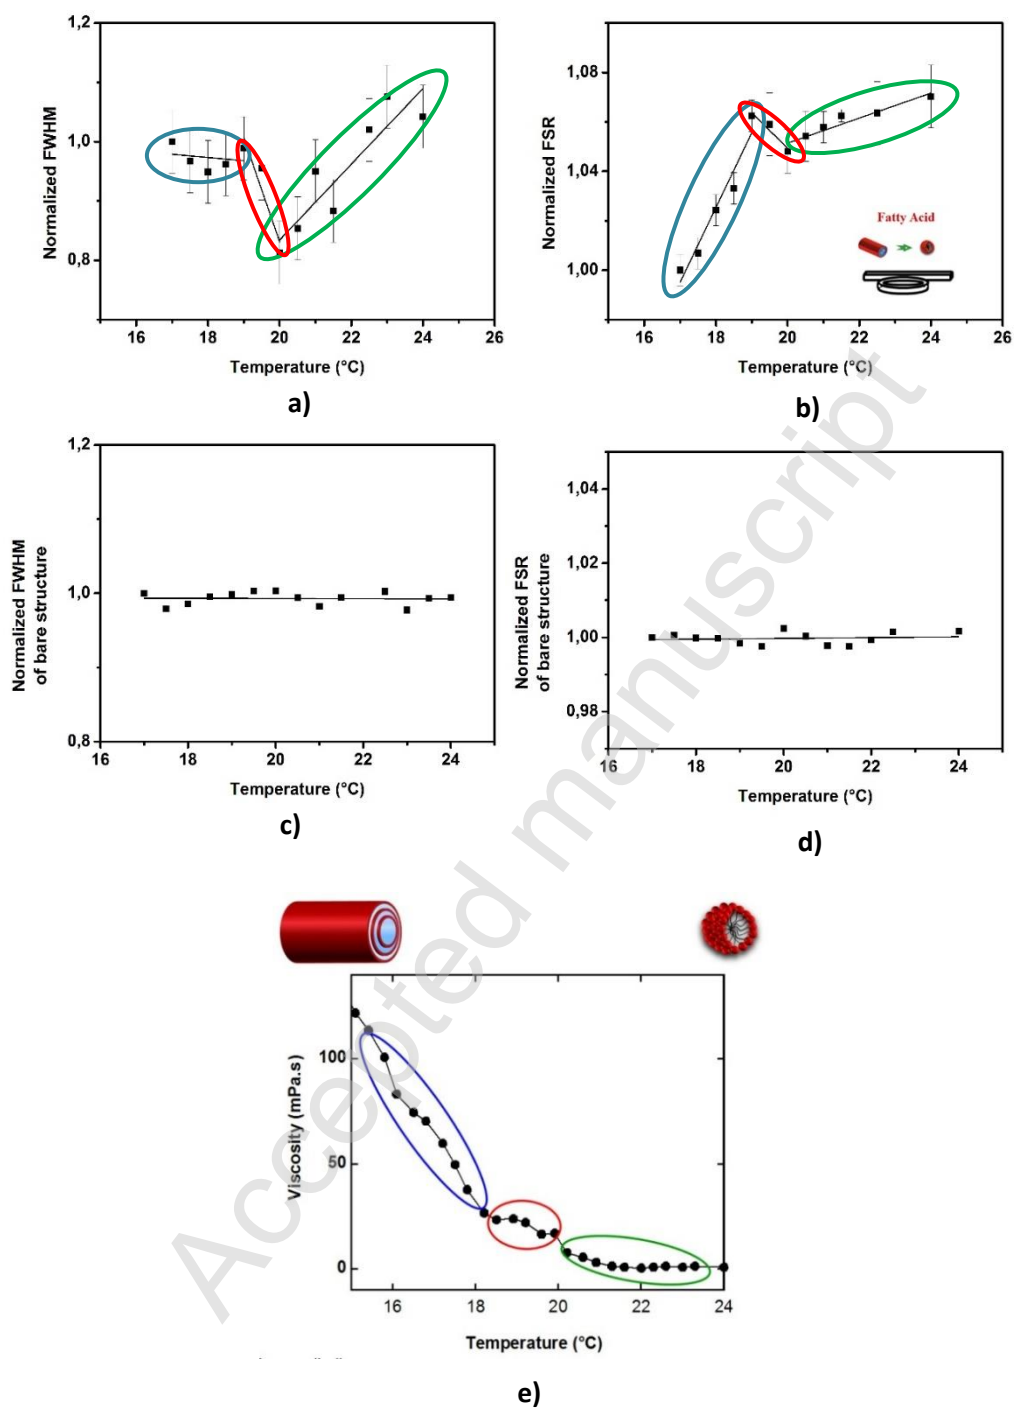 1,2
1,0
0,8
Normalized FWHM
16 18 20 22 24 26
Temperature (°C)
a)
1,08
1,04
1,00
Normalized FSR
Fatty Acid
16 18 20 22 24 26
Temperature (°C)
b)
1,2
1,0
0,8
Normalized FWHM
of bare structure
16 18 20 22 24
Temperature (°C)
c)
1,04
1,02
1,00
0,98
Normalized FSR
of bare structure
16 18 20 22 24
Temperature (°C)
d)
100
50
0
Viscosity (mPa.s)
16 18 20 22 24
Temperature (°C)
e)
Accepted manuscript